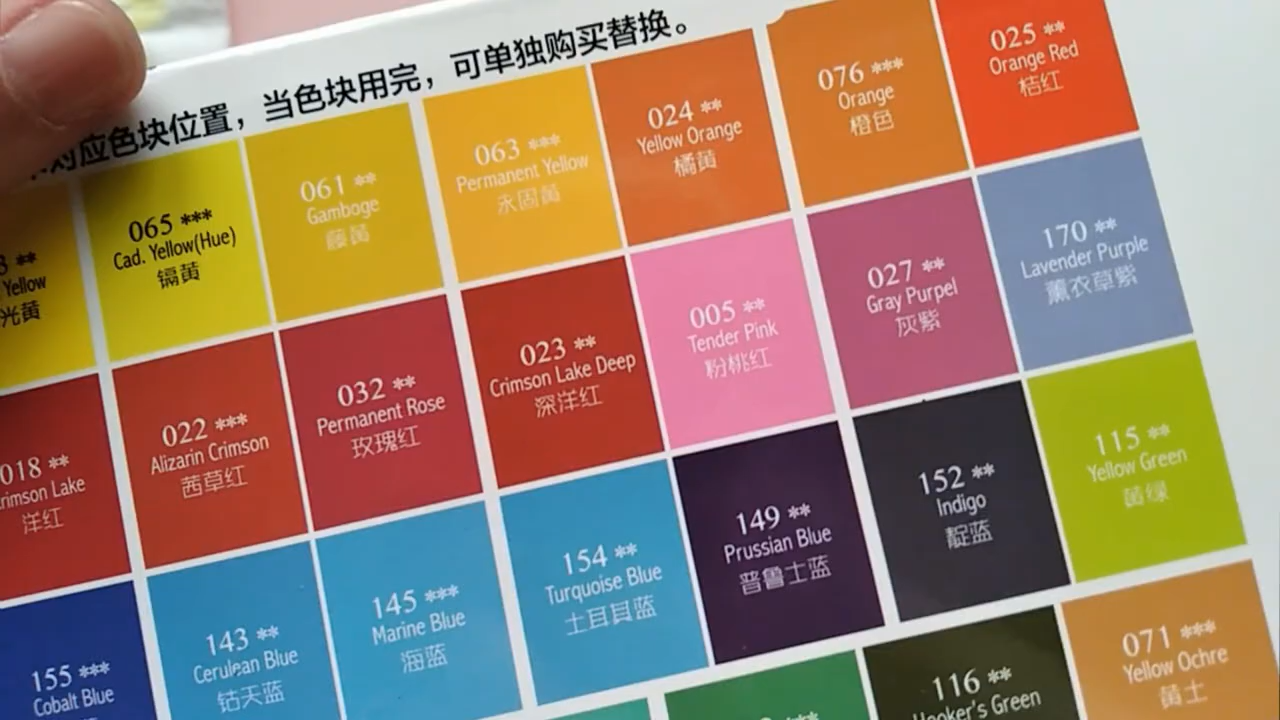 对应色块位置，当色块用完，可单独购买替换。
Yellow
光黄
065 ***
Cad. Yellow(Hue)
镉黄
061 **
Gamboge
藤黄
063 ***
Permanent Yellow
永固黄
024 **
Yellow Orange
橘黄
076 ***
Orange
橙色
025 **
Orange Red
桔红
018 **
Crimson Lake
洋红
022 ***
Alizarin Crimson
茜草红
032 **
Permanent Rose
玫瑰红
023 **
Crimson Lake Deep
深洋红
005 **
Tender Pink
粉桃红
027 **
Gray Purpel
灰紫
170 **
Lavender Purple
薰衣草紫
155 ***
Cobalt Blue
143 **
Cerulean Blue
钴天蓝
145 ***
Marine Blue
海蓝
154 **
Turquoise Blue
土耳其蓝
149 **
Prussian Blue
普鲁士蓝
152 **
Indigo
靛蓝
115 **
Yellow Green
黄绿
116 **
Hooker's Green
071 ***
Yellow Ochre
黄土